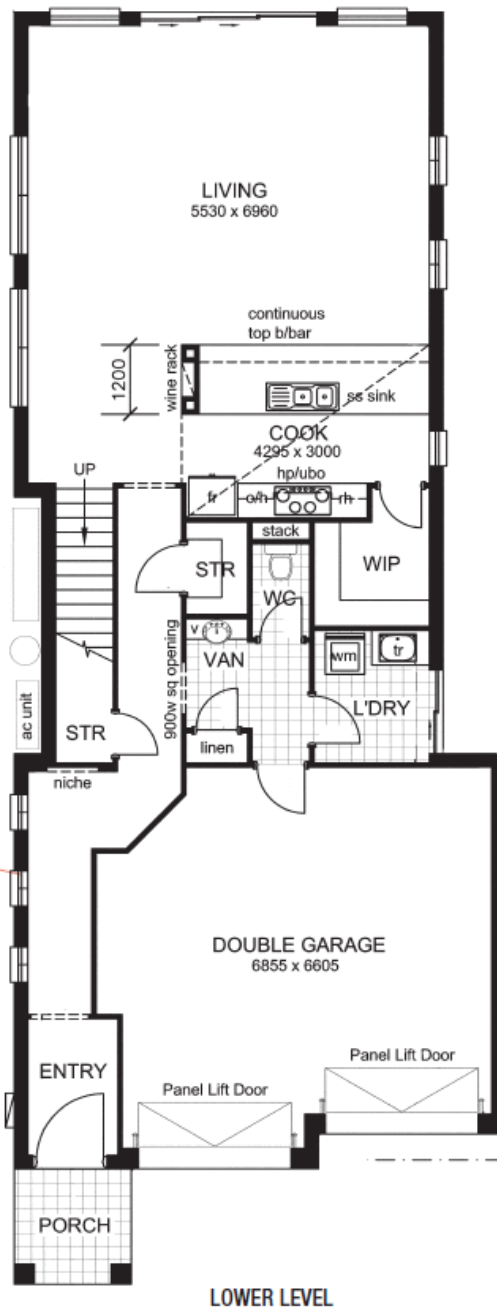 LIVING
5530 x 6960
continuous
top b/bar
1200
wine rack
ss sink
COOK
4295 x 3000
hp/ubo
UP
fr
o/h
rh
stack
STR
WC
WIP
V
VAN
900w sq opening
wm
tr
L'DRY
ac unit
STR
linen
niche
DOUBLE GARAGE
6855 x 6605
Panel Lift Door
ENTRY
Panel Lift Door
PORCH
LOWER LEVEL